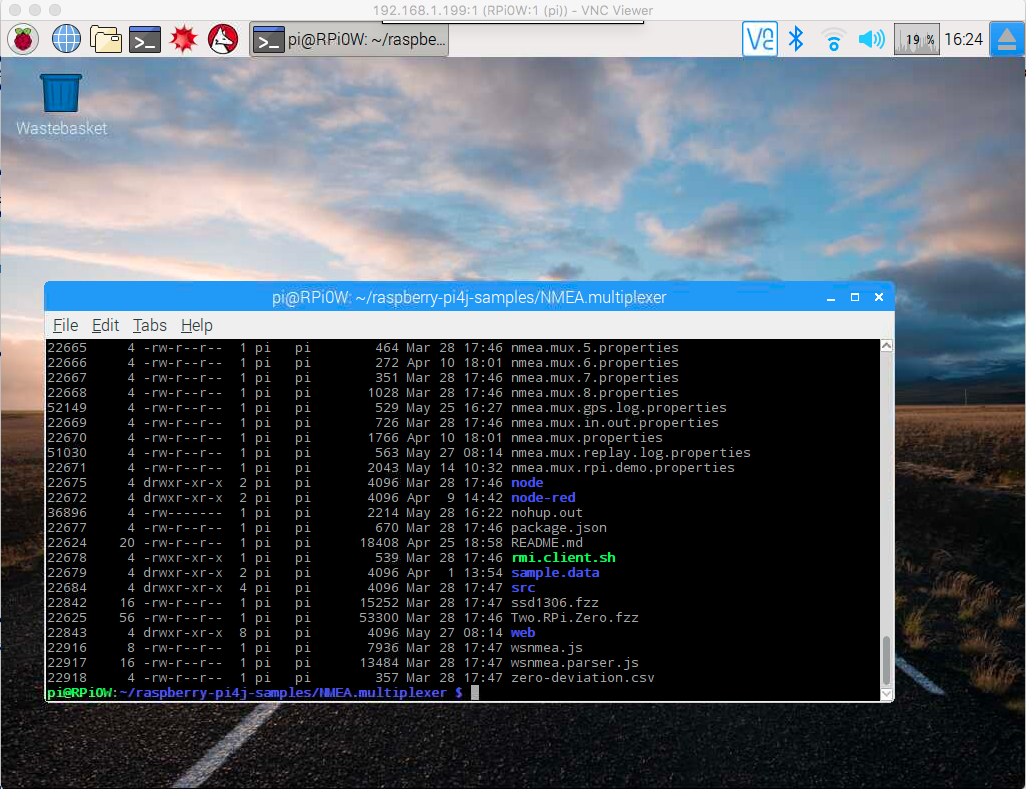 192.168.1.199:1 (RPi0W:1 (pi)) - VNC Viewer
pi@RPi0W: ~/raspbe... 19 % 16:24
Wastebasket
pi@RPi0W: ~/raspberry-pi4j-samples/NMEA.multiplexer
File Edit Tabs Help
22665 4 -rw-r--r-- 1 pi pi 464 Mar 28 17:46 nmea.mux.5.properties
22666 4 -rw-r--r-- 1 pi pi 272 Apr 10 18:01 nmea.mux.6.properties
22667 4 -rw-r--r-- 1 pi pi 351 Mar 28 17:46 nmea.mux.7.properties
22668 4 -rw-r--r-- 1 pi pi 1028 Mar 28 17:46 nmea.mux.8.properties
52149 4 -rw-r--r-- 1 pi pi 529 May 25 16:27 nmea.mux.gps.log.properties
22669 4 -rw-r--r-- 1 pi pi 726 Mar 28 17:46 nmea.mux.in.out.properties
22670 4 -rw-r--r-- 1 pi pi 1766 Apr 10 18:01 nmea.mux.properties
51030 4 -rw-r--r-- 1 pi pi 563 May 27 08:14 nmea.mux.replay.log.properties
22671 4 -rw-r--r-- 1 pi pi 2043 May 14 10:32 nmea.mux.rpi.demo.properties
22675 4 drwxr-xr-x 2 pi pi 4096 Mar 28 17:46 node
22672 4 drwxr-xr-x 2 pi pi 4096 Apr 9 14:42 node-red
36896 4 -rw------- 1 pi pi 2214 May 28 16:22 nohup.out
22677 4 -rw-r--r-- 1 pi pi 670 Mar 28 17:46 package.json
22624 20 -rw-r--r-- 1 pi pi 18408 Apr 25 18:58 README.md
22678 4 -rwxr-xr-x 1 pi pi 539 Mar 28 17:46 rmi.client.sh
22679 4 drwxr-xr-x 2 pi pi 4096 Apr 1 13:54 sample.data
22684 4 drwxr-xr-x 4 pi pi 4096 Mar 28 17:47 src
22842 16 -rw-r--r-- 1 pi pi 15252 Mar 28 17:47 ssd1306.fzz
22625 56 -rw-r--r-- 1 pi pi 53300 Mar 28 17:46 Two.RPi.Zero.fzz
22843 4 drwxr-xr-x 8 pi pi 4096 May 27 08:14 web
22916 8 -rw-r--r-- 1 pi pi 7936 Mar 28 17:47 wsnmea.js
22917 16 -rw-r--r-- 1 pi pi 13484 Mar 28 17:47 wsnmea.parser.js
22918 4 -rw-r--r-- 1 pi pi 357 Mar 28 17:47 zero-deviation.csv
pi@RPi0W:~/raspberry-pi4j-samples/NMEA.multiplexer $